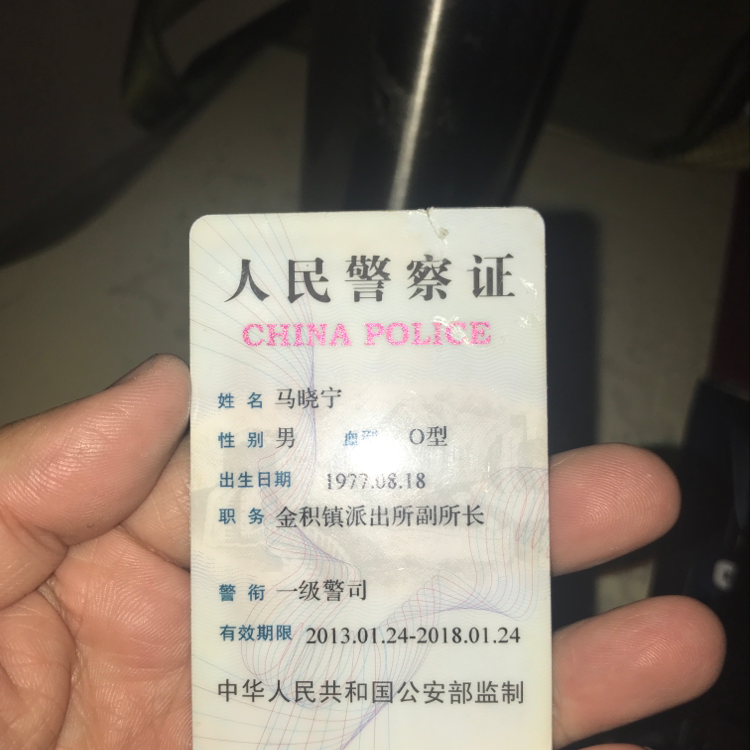 人民警察证
CHINA POLICE
姓名 马晓宁
性别 男 血型 O型
出生日期 1977.08.18
职务 金积镇派出所副所长
警衔 一级警司
有效期限 2013.01.24-2018.01.24
中华人民共和国公安部监制